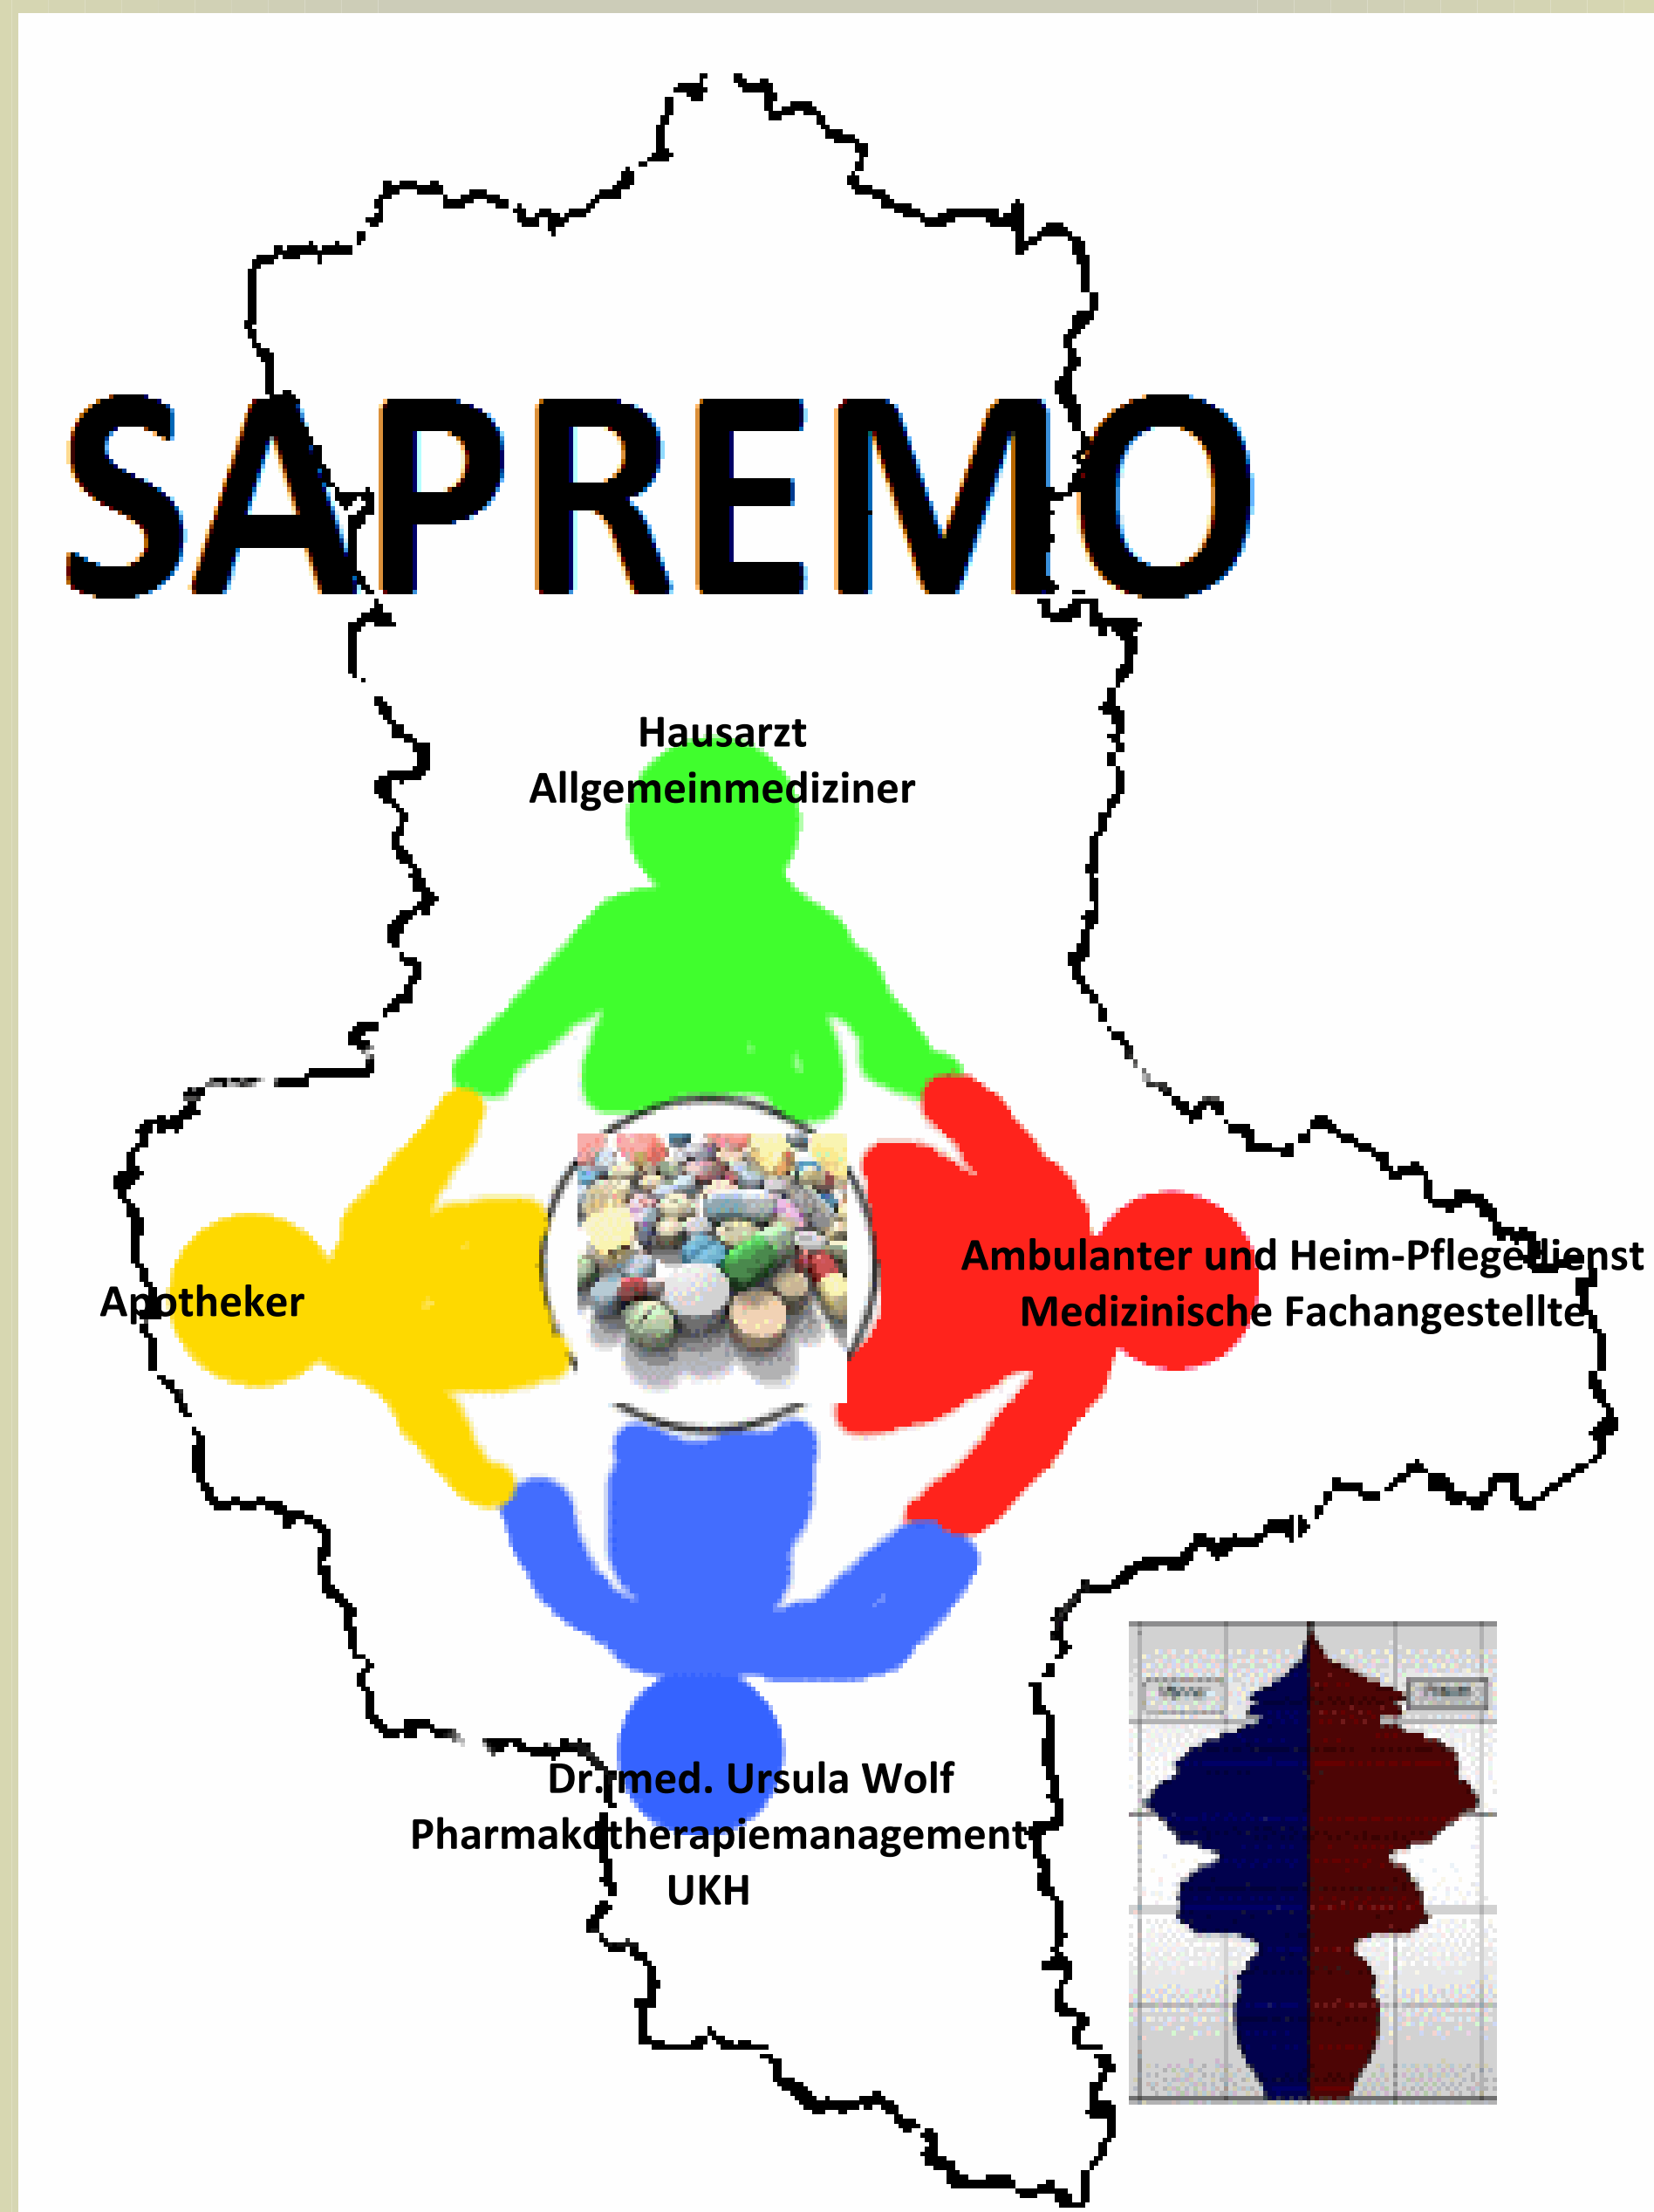 SAPREMO
Hausarzt
Allgemeinmediziner
Apotheker
Ambulanter und Heim-Pflegedienst
Medizinische Fachangestellte
Dr. med. Ursula Wolf
Pharmakotherapiemanagement
UKH